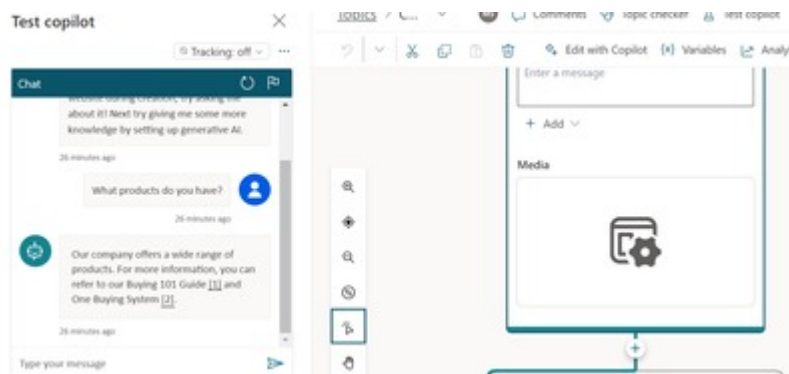 Test copilot
Tracking: off
Chat
website during creation, try asking me
about it! Next try giving me some more
knowledge by setting up generative AI.
26 minutes ago
What products do you have?
26 minutes ago
Our company offers a wide range of
products. For more information, you can
refer to our Buying 101 Guide [1] and
One Buying System [2].
26 minutes ago
Type your message
Topics / C...
Comments
Topic checker
Test copilot
Edit with Copilot
{x} Variables
Analy
Enter a message
+ Add
Media